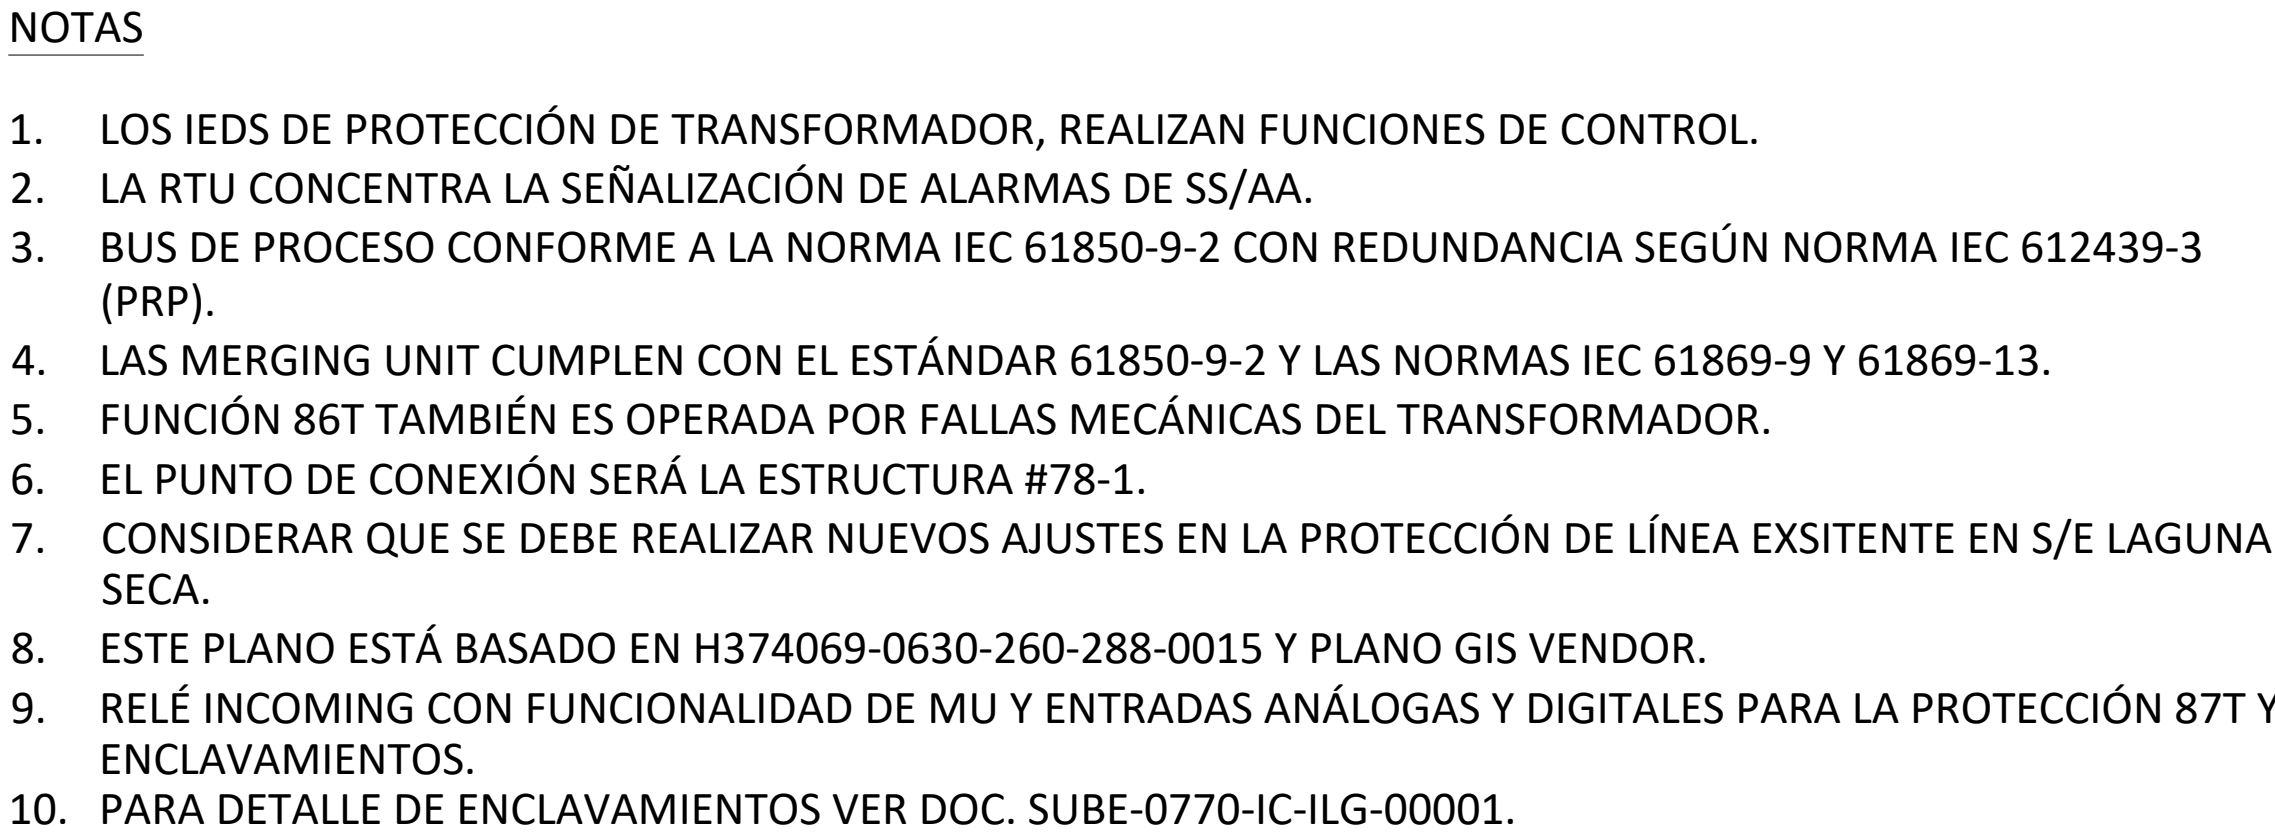 NOTAS
1. LOS IEDS DE PROTECCIÓN DE TRANSFORMADOR, REALIZAN FUNCIONES DE CONTROL.
2. LA RTU CONCENTRA LA SEÑALIZACIÓN DE ALARMAS DE SS/AA.
3. BUS DE PROCESO CONFORME A LA NORMA IEC 61850-9-2 CON REDUNDANCIA SEGÚN NORMA IEC 612439-3
(PRP).
4. LAS MERGING UNIT CUMPLEN CON EL ESTÁNDAR 61850-9-2 Y LAS NORMAS IEC 61869-9 Y 61869-13.
5. FUNCIÓN 86T TAMBIÉN ES OPERADA POR FALLAS MECÁNICAS DEL TRANSFORMADOR.
6. EL PUNTO DE CONEXIÓN SERÁ LA ESTRUCTURA #78-1.
7. CONSIDERAR QUE SE DEBE REALIZAR NUEVOS AJUSTES EN LA PROTECCIÓN DE LÍNEA EXSITENTE EN S/E LAGUNA
SECA.
8. ESTE PLANO ESTÁ BASADO EN H374069-0630-260-288-0015 Y PLANO GIS VENDOR.
9. RELÉ INCOMING CON FUNCIONALIDAD DE MU Y ENTRADAS ANÁLOGAS Y DIGITALES PARA LA PROTECCIÓN 87T Y
ENCLAVAMIENTOS.
10. PARA DETALLE DE ENCLAVAMIENTOS VER DOC. SUBE-0770-IC-ILG-00001.